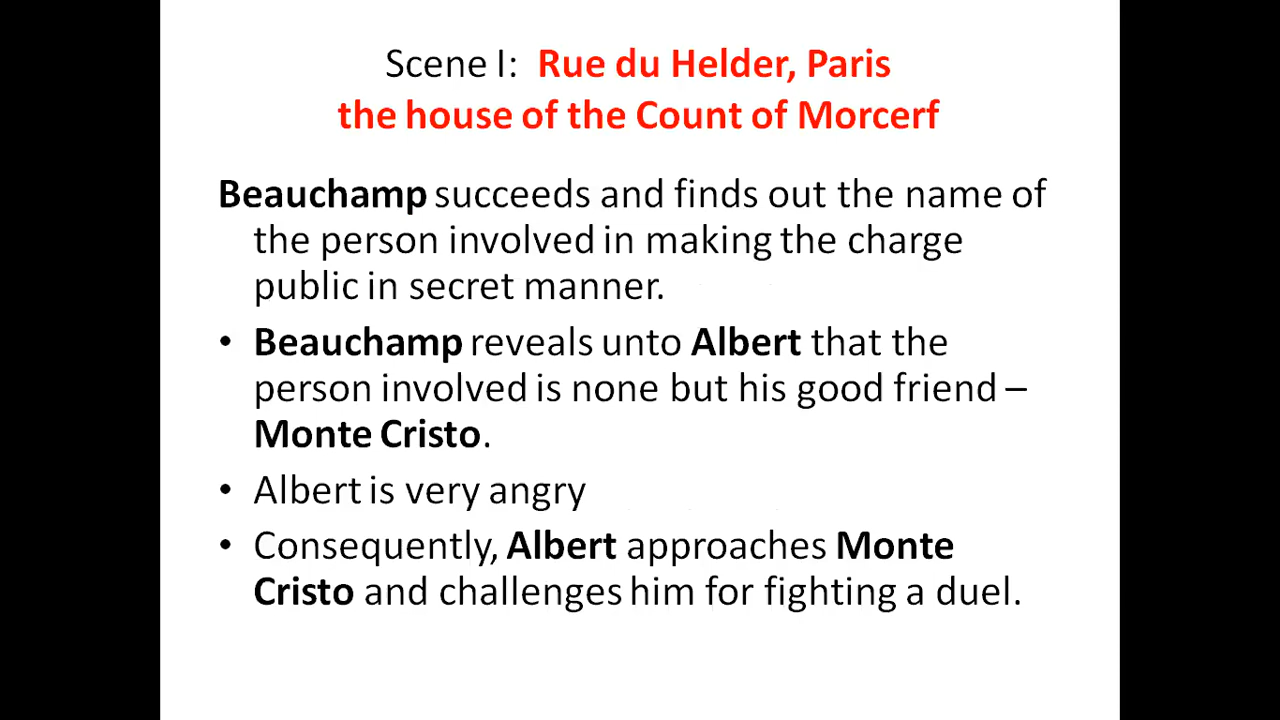 Scene I: Rue du Helder, Paris
the house of the Count of Morcerf
Beauchamp succeeds and finds out the name of
the person involved in making the charge
public in secret manner.
• Beauchamp reveals unto Albert that the
person involved is none but his good friend –
Monte Cristo.
• Albert is very angry
• Consequently, Albert approaches Monte
Cristo and challenges him for fighting a duel.